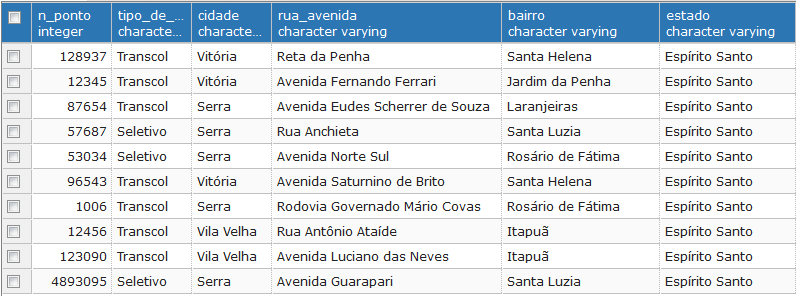 n_ponto tipo_de_... cidade rua_avenida bairro estado
integer characte... characte... character varying character varying character varying
128937 Transcol Vitória Reta da Penha Santa Helena Espírito Santo
12345 Transcol Vitória Avenida Fernando Ferrari Jardim da Penha Espírito Santo
87654 Transcol Serra Avenida Eudes Scherrer de Souza Laranjeiras Espírito Santo
57687 Seletivo Serra Rua Anchieta Santa Luzia Espírito Santo
53034 Seletivo Serra Avenida Norte Sul Rosário de Fátima Espírito Santo
96543 Transcol Vitória Avenida Saturnino de Brito Santa Helena Espírito Santo
1006 Transcol Serra Rodovia Governado Mário Covas Rosário de Fátima Espírito Santo
12456 Transcol Vila Velha Rua Antônio Ataíde Itapuã Espírito Santo
123090 Transcol Vila Velha Avenida Luciano das Neves Itapuã Espírito Santo
4893095 Seletivo Serra Avenida Guarapari Santa Luzia Espírito Santo